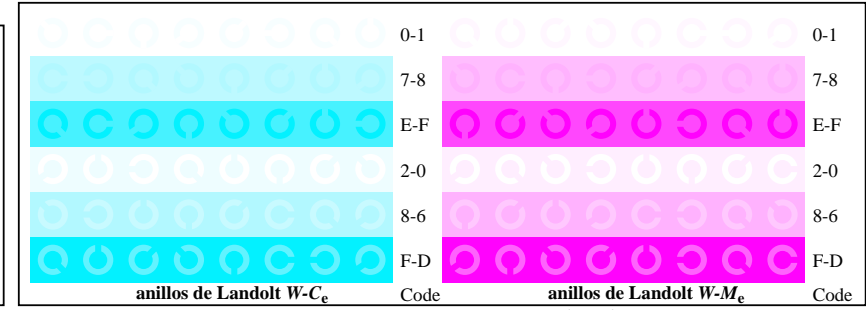 0-1 0-1
7-8 7-8
E-F E-F
2-0 2-0
8-6 8-6
F-D F-D
anillos de Landolt W-Ce Code anillos de Landolt W-Me Code